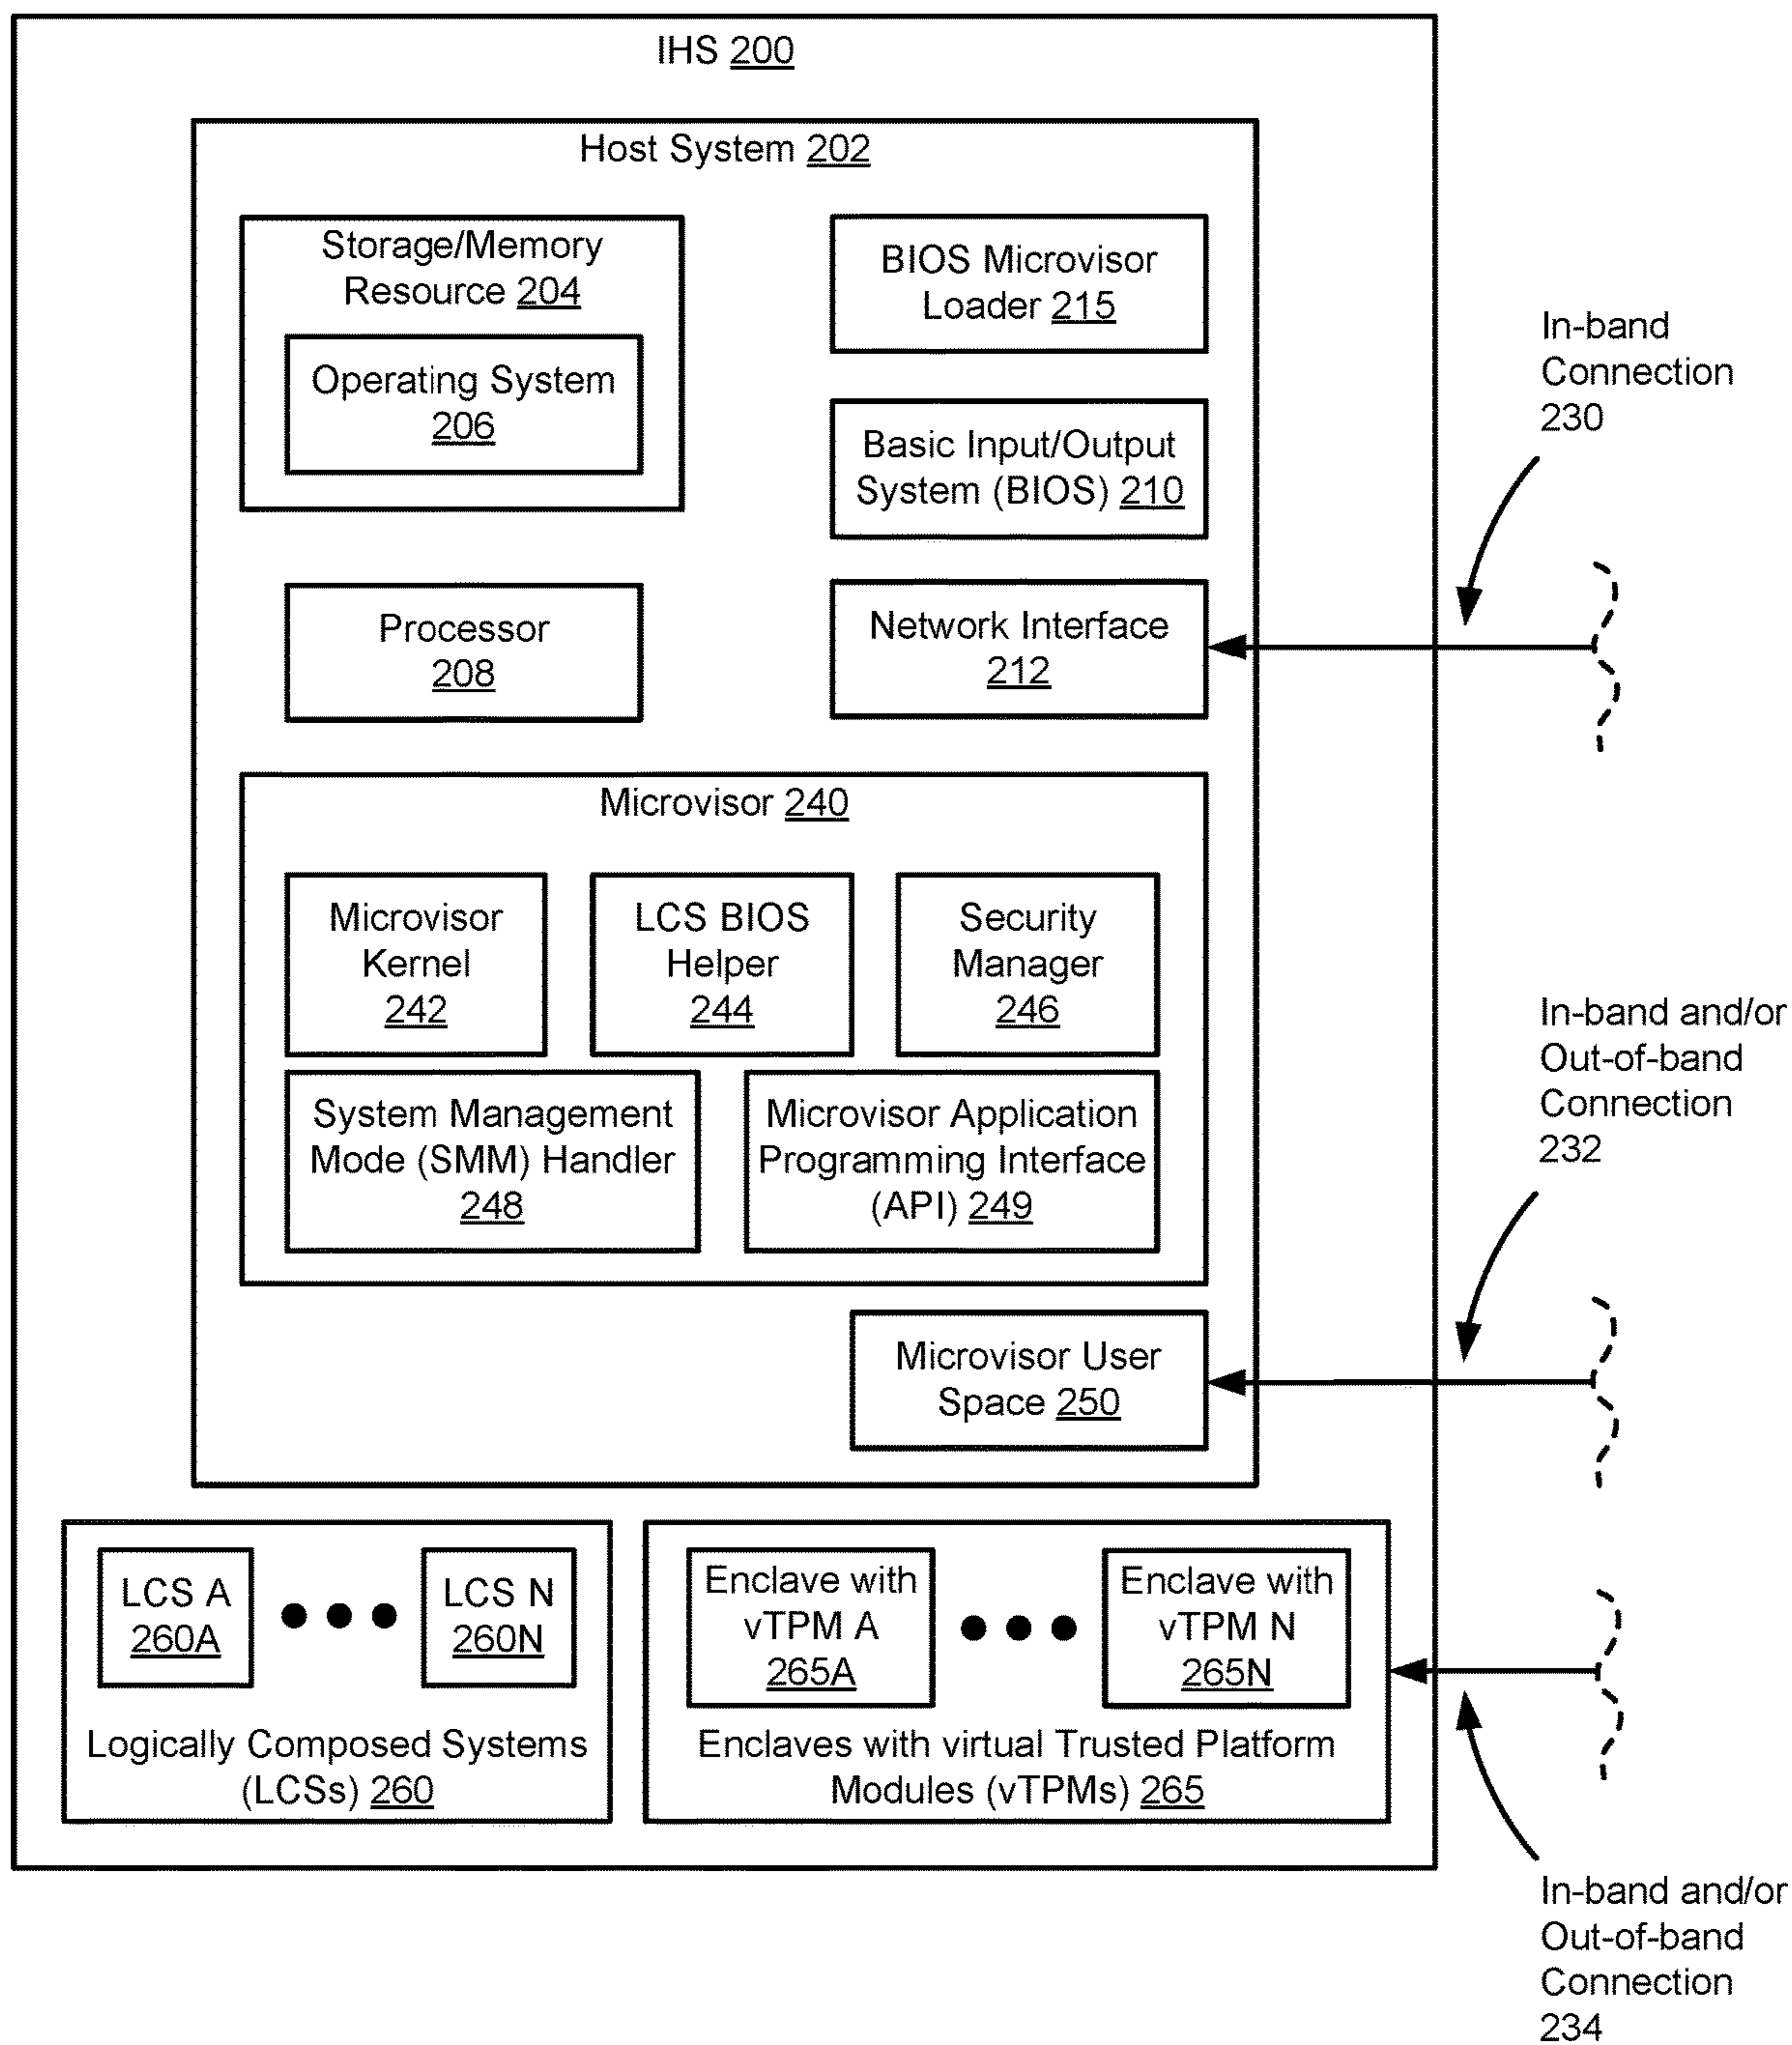 IHS 200
Host System 202
Storage/Memory
Resource 204
Operating System
206
BIOS Microvisor
Loader 215
Basic Input/Output
System (BIOS) 210
Processor
208
Network Interface
212
In-band
Connection
230
Microvisor 240
Microvisor
Kernel
242
LCS BIOS
Helper
244
Security
Manager
246
System Management
Mode (SMM) Handler
248
Microvisor Application
Programming Interface
(API) 249
In-band and/or
Out-of-band
Connection
232
Microvisor User
Space 250
LCS A
260A
LCS N
260N
Logically Composed Systems
(LCSs) 260
Enclave with
vTPM A
265A
Enclave with
vTPM N
265N
Enclaves with virtual Trusted Platform
Modules (vTPMs) 265
In-band and/or
Out-of-band
Connection
234